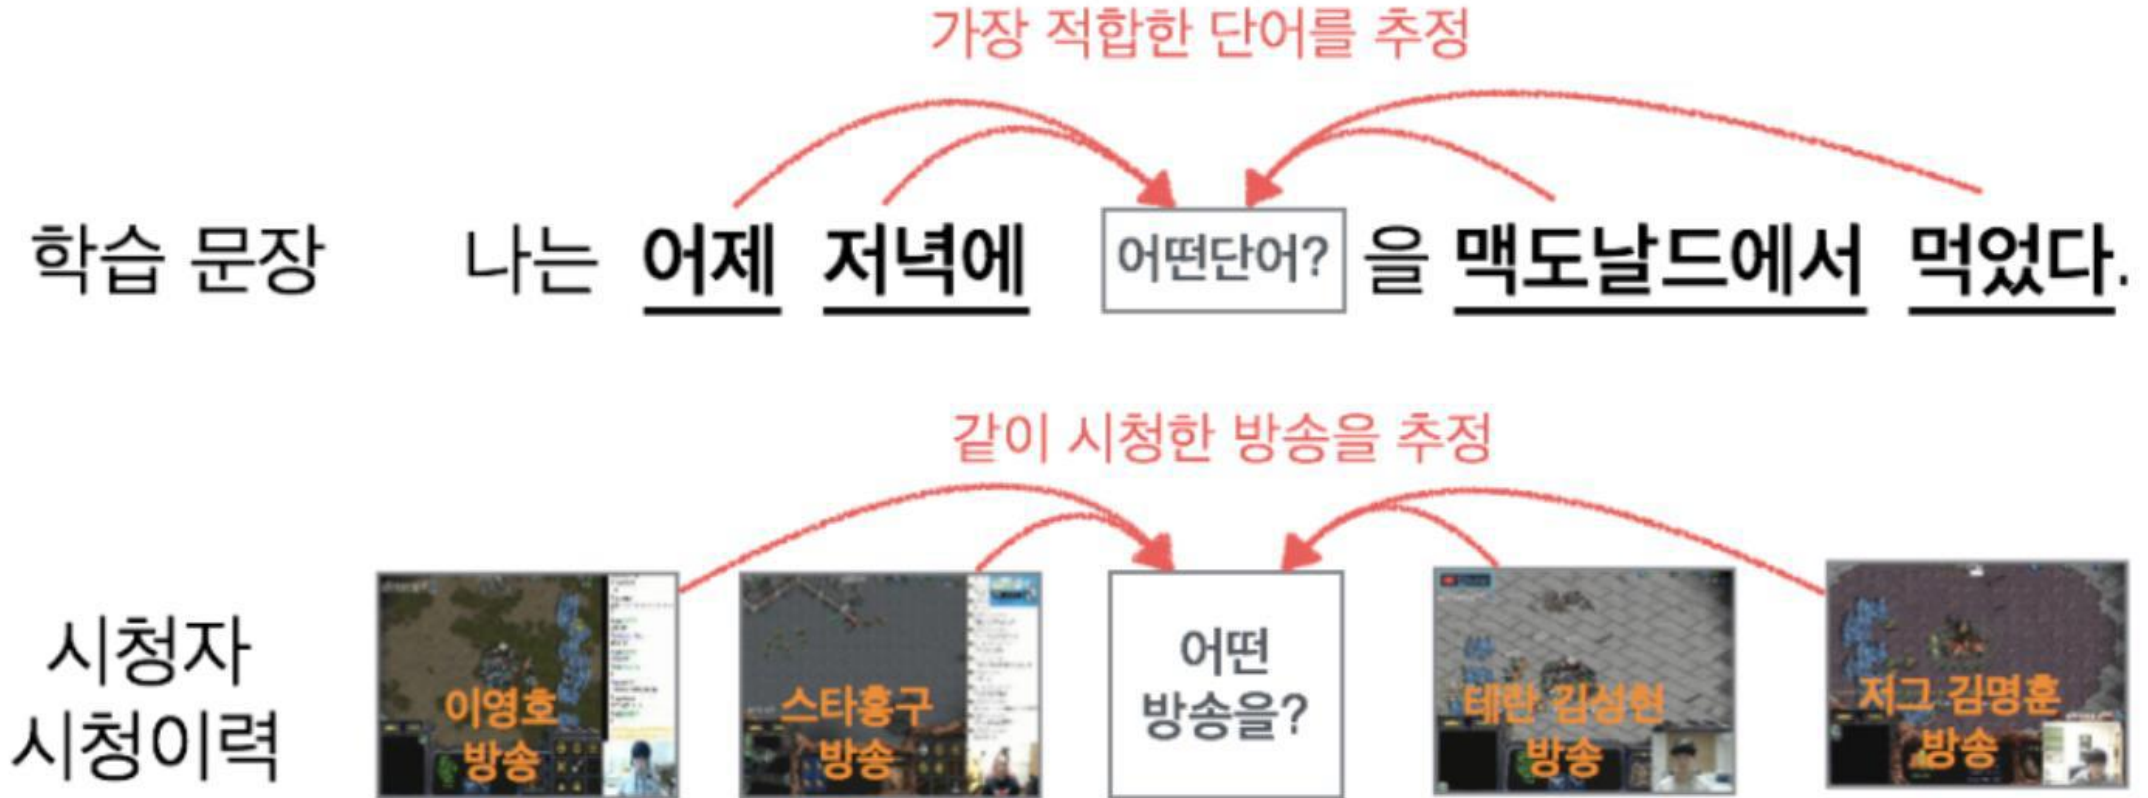 가장 적합한 단어를 추정
학습 문장 나는 어제 저녁에 어떤단어? 을 맥도날드에서 먹었다.
같이 시청한 방송을 추정
시청자
시청이력
이영호
방송
스타홍구
방송
어떤
방송을?
테란 김성현
방송
저그 김명훈
방송